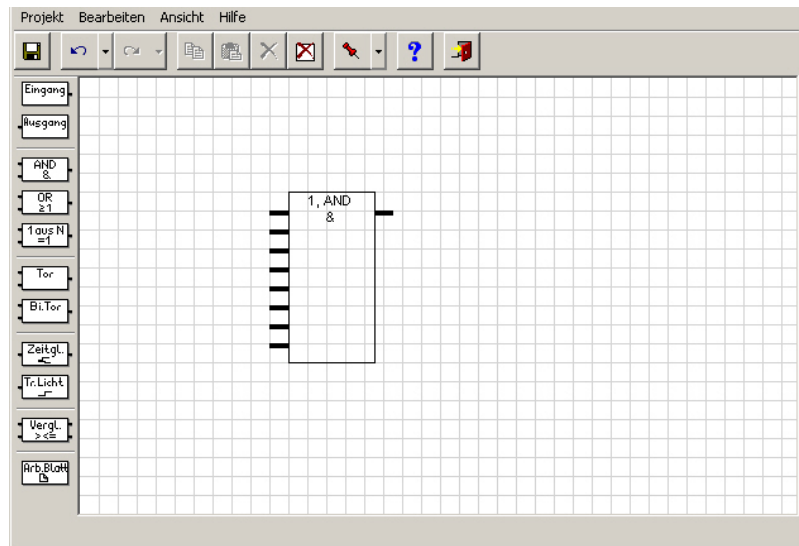 Projekt Bearbeiten Ansicht Hilfe
?
Eingang
Ausgang
AND
&
OR
≥1
1 aus N
=1
Tor
Bi.Tor
Zeitgl.
Tr.Licht
Vergl.
><=
Arb.Blatt
1, AND
&